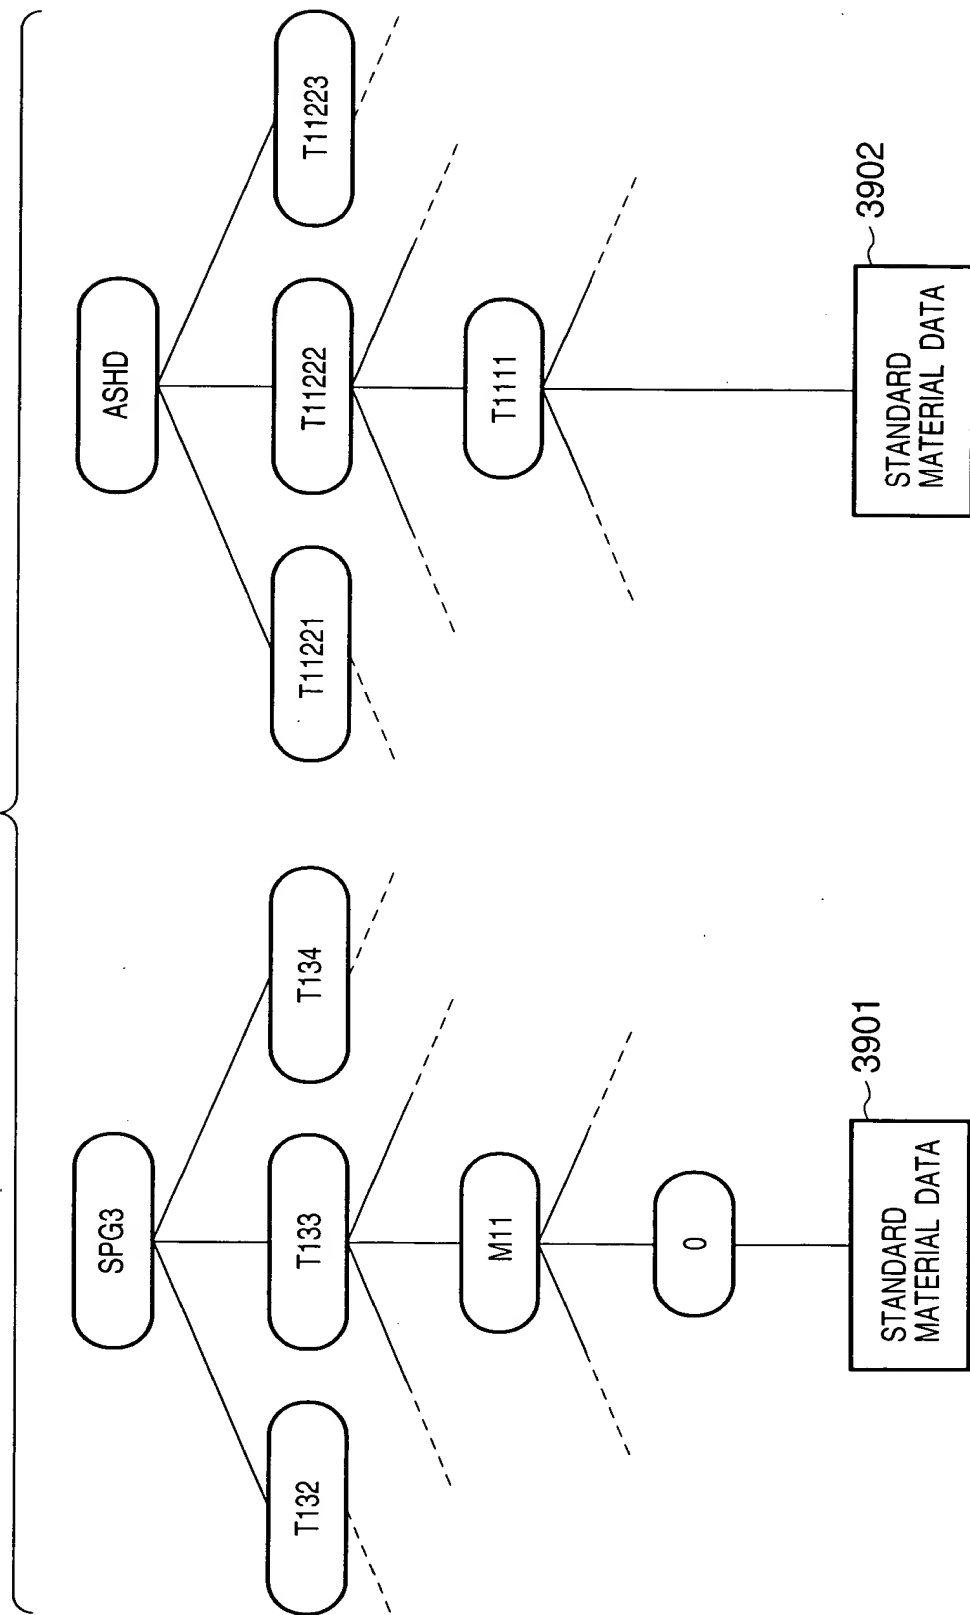 SPG3
T132
T133
T134
M11
0
STANDARD
MATERIAL DATA
3901
ASHD
T11221
T11222
T11223
T1111
STANDARD
MATERIAL DATA
3902